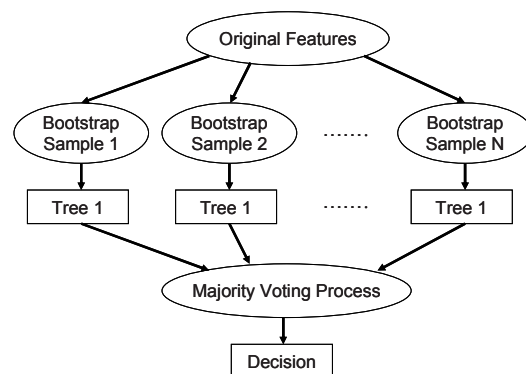 Original Features
Bootstrap
Sample 1
Bootstrap
Sample 2
.......
Bootstrap
Sample N
Tree 1
Tree 1
.......
Tree 1
Majority Voting Process
Decision